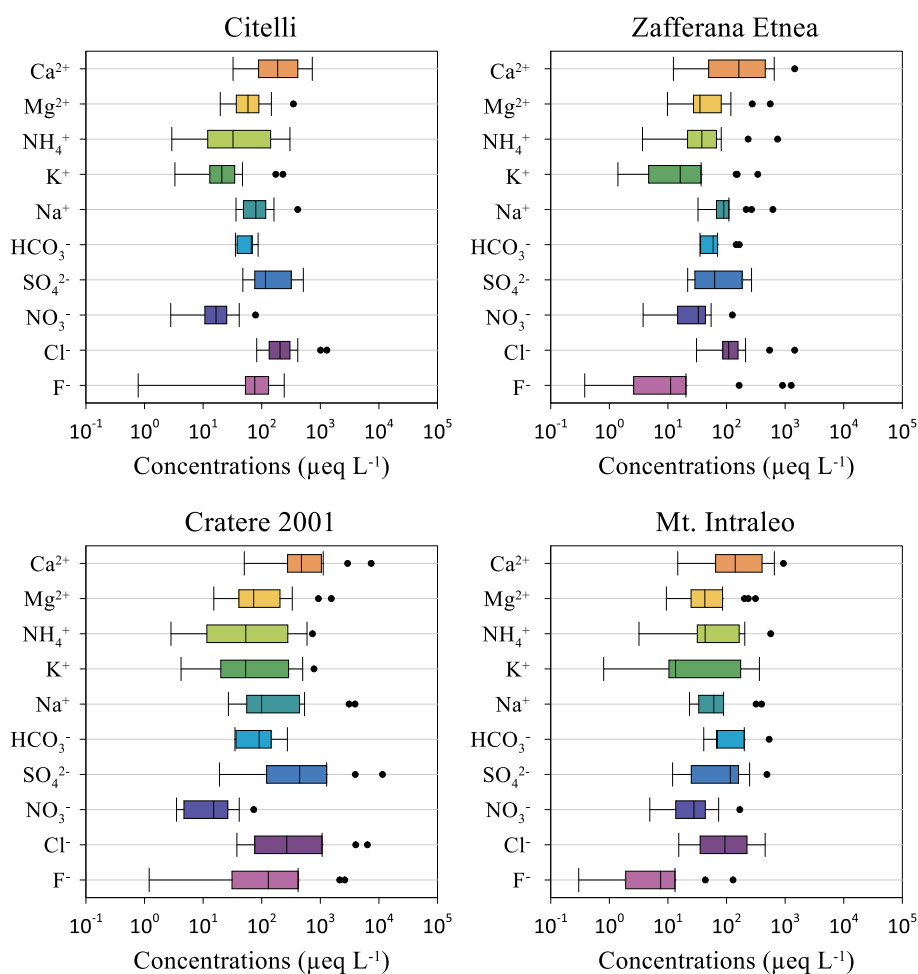 Citelli
Ca²⁺
Mg²⁺
NH₄⁺
K⁺
Na⁺
HCO₃⁻
SO₄²⁻
NO₃⁻
Cl⁻
F⁻
10⁻¹ 10⁰ 10¹ 10² 10³ 10⁴ 10⁵
Concentrations (µeq L⁻¹)
Zafferana Etnea
Ca²⁺
Mg²⁺
NH₄⁺
K⁺
Na⁺
HCO₃⁻
SO₄²⁻
NO₃⁻
Cl⁻
F⁻
10⁻¹ 10⁰ 10¹ 10² 10³ 10⁴ 10⁵
Concentrations (µeq L⁻¹)
Cratere 2001
Ca²⁺
Mg²⁺
NH₄⁺
K⁺
Na⁺
HCO₃⁻
SO₄²⁻
NO₃⁻
Cl⁻
F⁻
10⁻¹ 10⁰ 10¹ 10² 10³ 10⁴ 10⁵
Concentrations (µeq L⁻¹)
Mt. Intraleo
Ca²⁺
Mg²⁺
NH₄⁺
K⁺
Na⁺
HCO₃⁻
SO₄²⁻
NO₃⁻
Cl⁻
F⁻
10⁻¹ 10⁰ 10¹ 10² 10³ 10⁴ 10⁵
Concentrations (µeq L⁻¹)